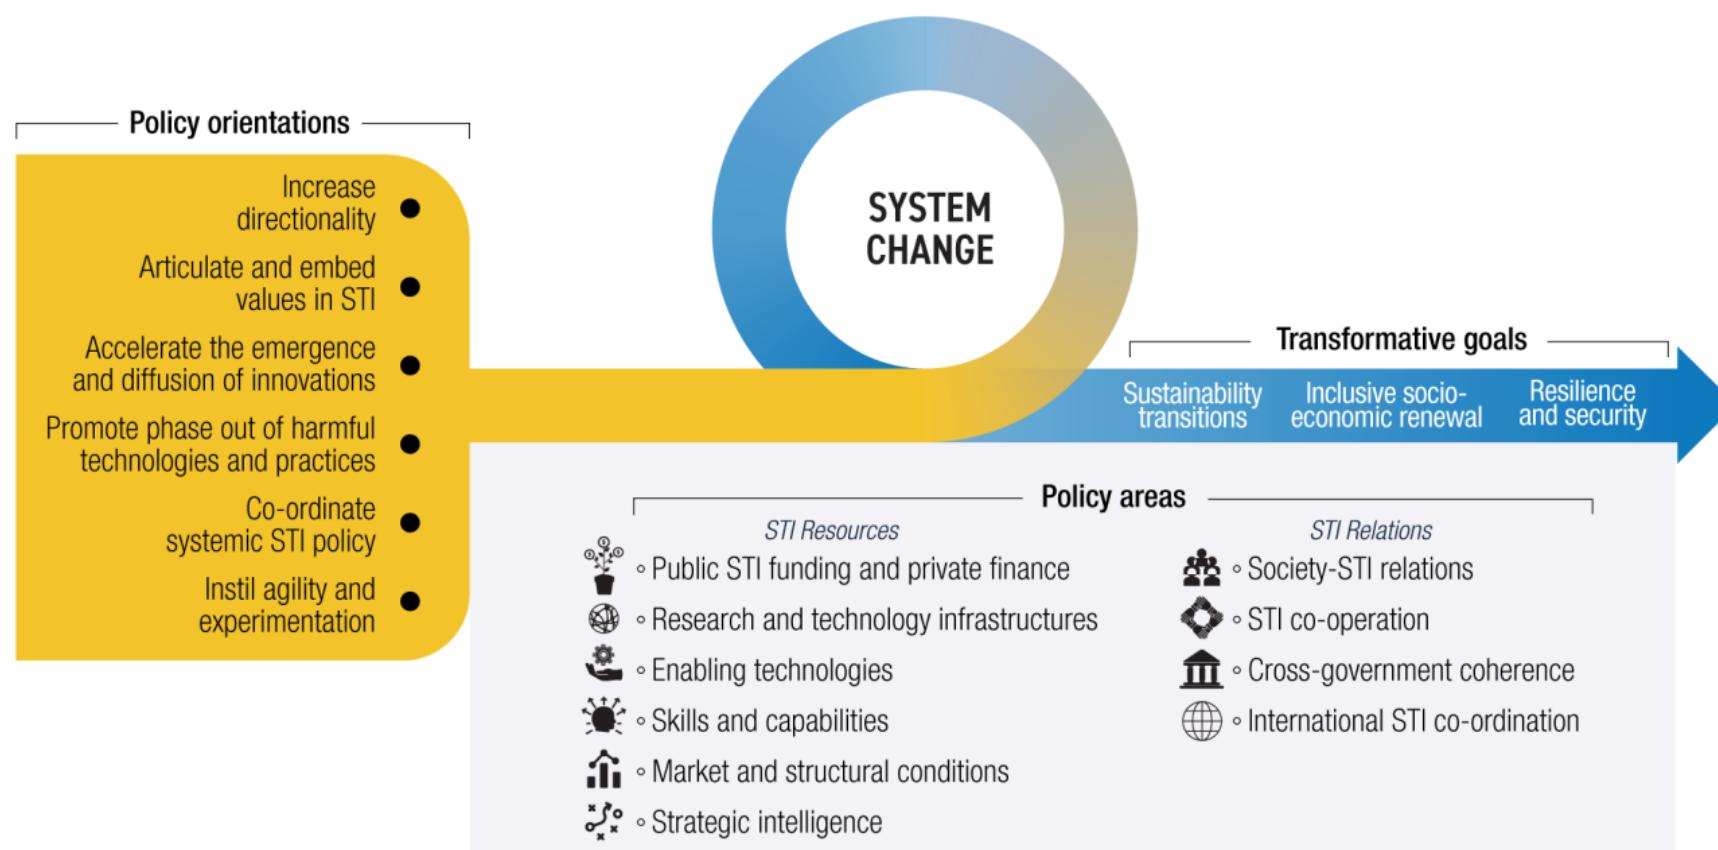 Policy orientations
Increase
directionality
Articulate and embed
values in STI
Accelerate the emergence
and diffusion of innovations
Promote phase out of harmful
technologies and practices
Co-ordinate
systemic STI policy
Instil agility and
experimentation
SYSTEM
CHANGE
Transformative goals
Sustainability
transitions
Inclusive socio-
economic renewal
Resilience
and security
Policy areas
STI Resources
Public STI funding and private finance
Research and technology infrastructures
Enabling technologies
Skills and capabilities
Market and structural conditions
Strategic intelligence
STI Relations
Society-STI relations
STI co-operation
Cross-government coherence
International STI co-ordination